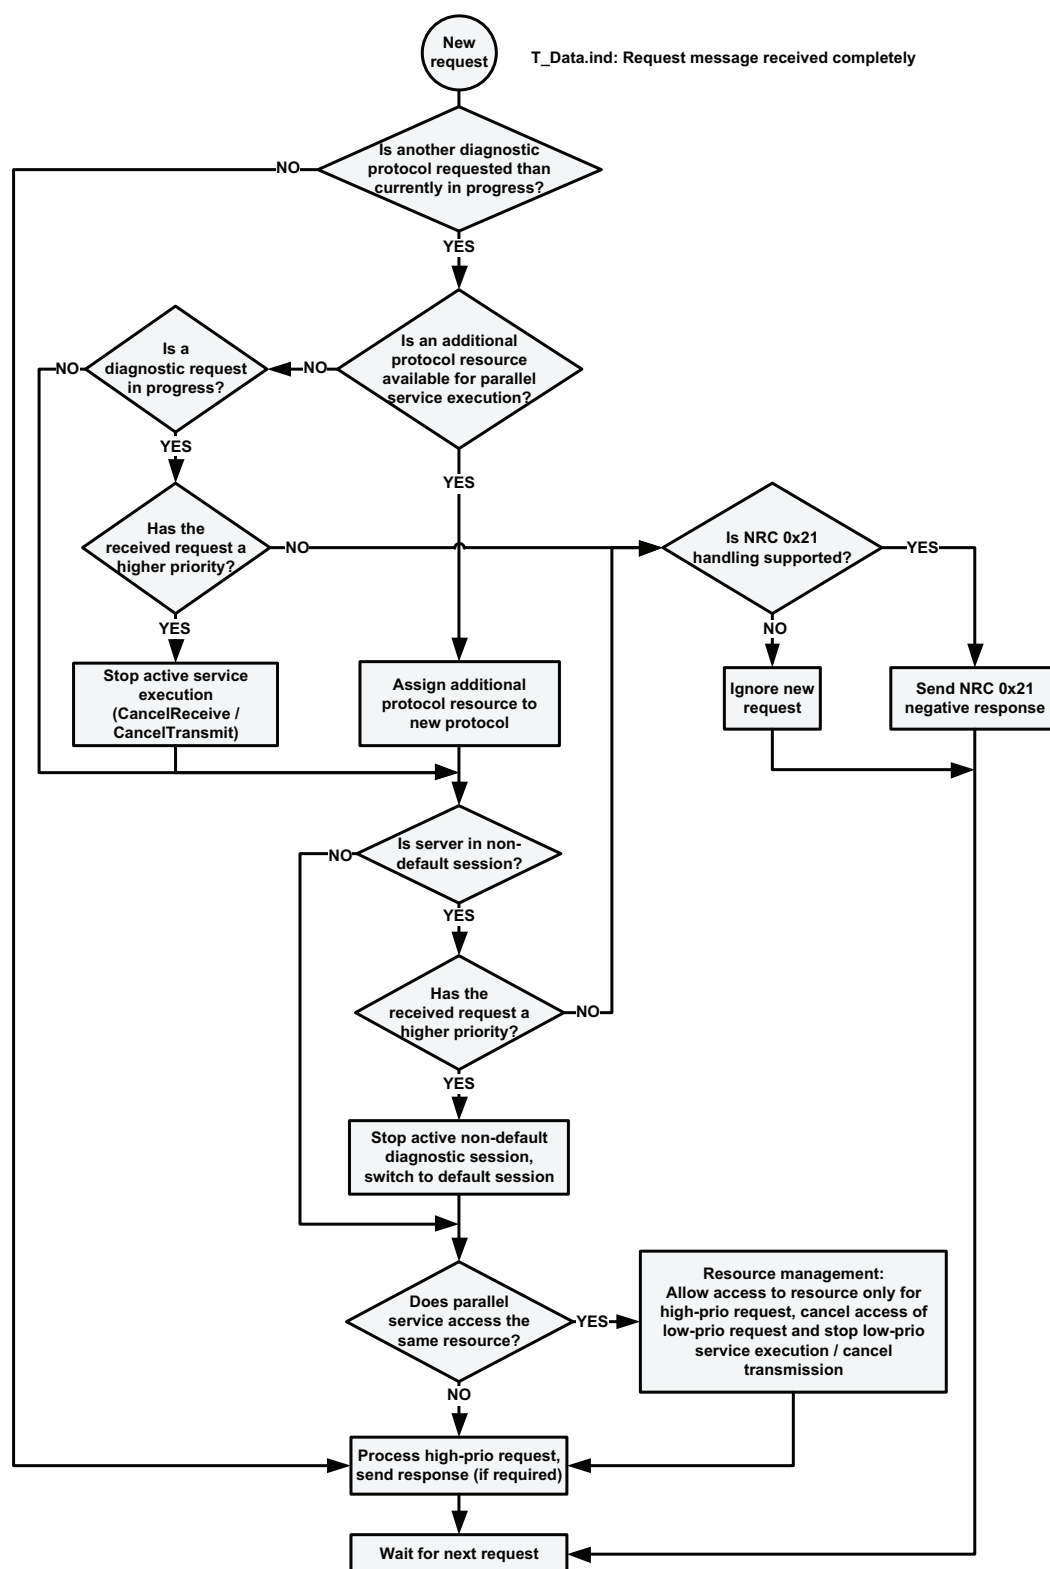 New
request
T_Data.ind: Request message received completely
Is another diagnostic
protocol requested than
currently in progress?
NO
YES
Is a
diagnostic request
in progress?
NO
Is an additional
protocol resource
available for parallel
service execution?
NO
YES
YES
Has the
received request a
higher priority?
NO
Is NRC 0x21
handling supported?
YES
YES
NO
Stop active service
execution
(CancelReceive /
CancelTransmit)
Assign additional
protocol resource to
new protocol
Ignore new
request
Send NRC 0x21
negative response
Is server in non-
default session?
NO
YES
Has the
received request a
higher priority?
NO
YES
Stop active non-default
diagnostic session,
switch to default session
Does parallel
service access the
same resource?
YES
Resource management:
Allow access to resource only for
high-prio request, cancel access of
low-prio request and stop low-prio
service execution / cancel
transmission
NO
Process high-prio request,
send response (if required)
Wait for next request